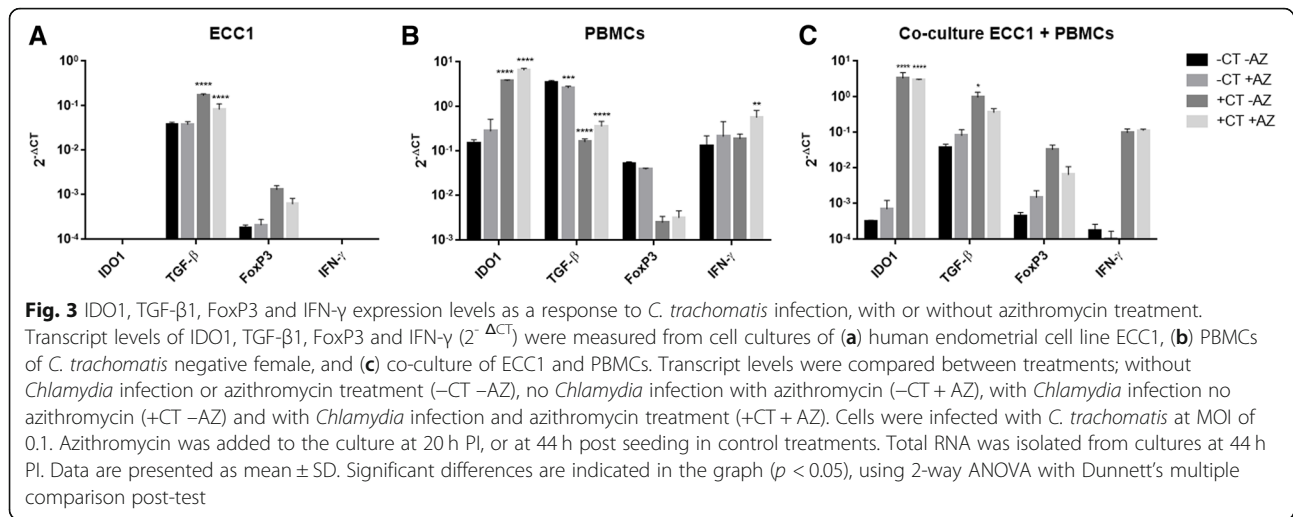 A ECC1
B PBMCs
C Co-culture ECC1 + PBMCs
-CT -AZ
-CT +AZ
+CT -AZ
+CT +AZ
2^-ΔCT
10^0
10^-1
10^-2
10^-3
10^-4
**** ****
IDO1 TGF-β FoxP3 IFN-γ
2^-ΔCT
10^1
10^0
10^-1
10^-2
10^-3
**** **** *** **** **** **
IDO1 TGF-β FoxP3 IFN-γ
2^-ΔCT
10^1
10^0
10^-1
10^-2
10^-3
10^-4
**** **** *
IDO1 TGF-β FoxP3 IFN-γ
Fig. 3 IDO1, TGF-β1, FoxP3 and IFN-γ expression levels as a response to C. trachomatis infection, with or without azithromycin treatment.
Transcript levels of IDO1, TGF-β1, FoxP3 and IFN-γ (2^- ΔCT) were measured from cell cultures of (a) human endometrial cell line ECC1, (b) PBMCs
of C. trachomatis negative female, and (c) co-culture of ECC1 and PBMCs. Transcript levels were compared between treatments; without
Chlamydia infection or azithromycin treatment (−CT −AZ), no Chlamydia infection with azithromycin (−CT + AZ), with Chlamydia infection no
azithromycin (+CT −AZ) and with Chlamydia infection and azithromycin treatment (+CT + AZ). Cells were infected with C. trachomatis at MOI of
0.1. Azithromycin was added to the culture at 20 h PI, or at 44 h post seeding in control treatments. Total RNA was isolated from cultures at 44 h
PI. Data are presented as mean ± SD. Significant differences are indicated in the graph (p < 0.05), using 2-way ANOVA with Dunnett's multiple
comparison post-test